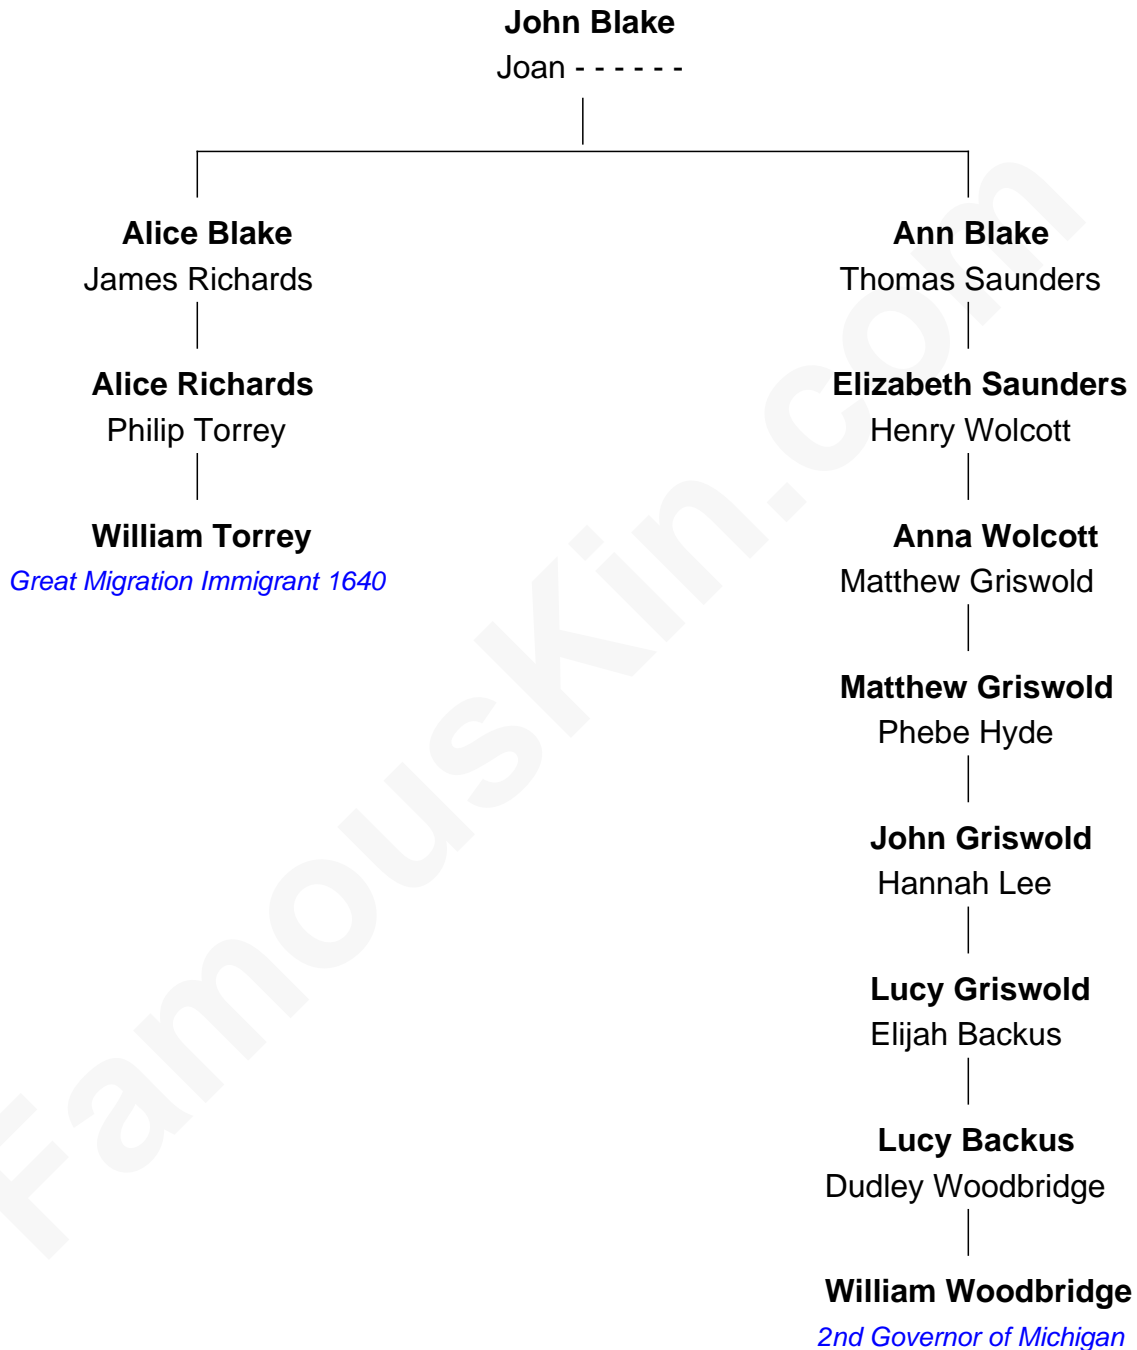 John Blake
Joan - - - - - -
Alice Blake
James Richards
Alice Richards
Philip Torrey
William Torrey
Great Migration Immigrant 1640
Ann Blake
Thomas Saunders
Elizabeth Saunders
Henry Wolcott
Anna Wolcott
Matthew Griswold
Matthew Griswold
Phebe Hyde
John Griswold
Hannah Lee
Lucy Griswold
Elijah Backus
Lucy Backus
Dudley Woodbridge
William Woodbridge
2nd Governor of Michigan
FamousKin.com